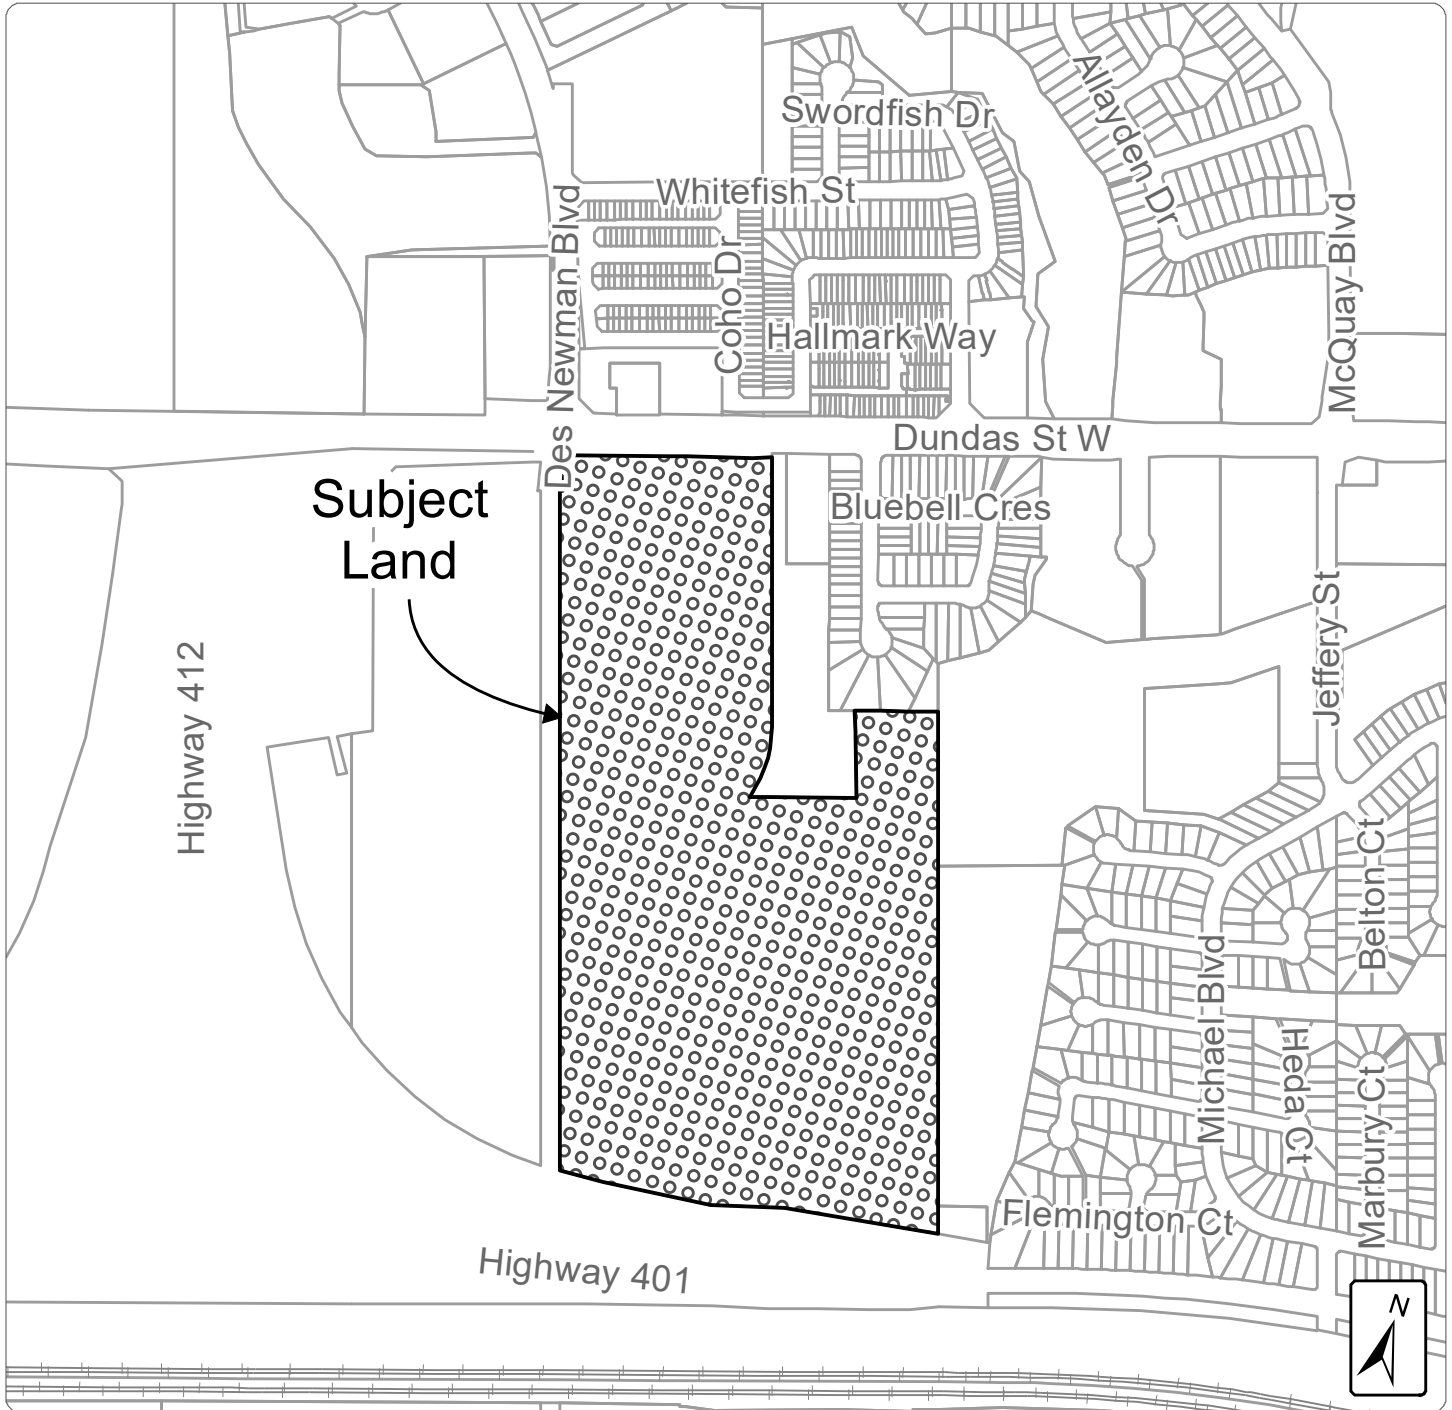 Allayden Dr
Swordfish Dr
Whitefish St
Des Newman Blvd
Coho Dr
McQuay Blvd
Hallmark Way
Dundas St W
Subject
Land
Bluebell Cres
Highway 412
Jeffery St
Belton Ct
Michael Blvd
Hepa Ct
Marbury Ct
Flemington Ct
Highway 401
N